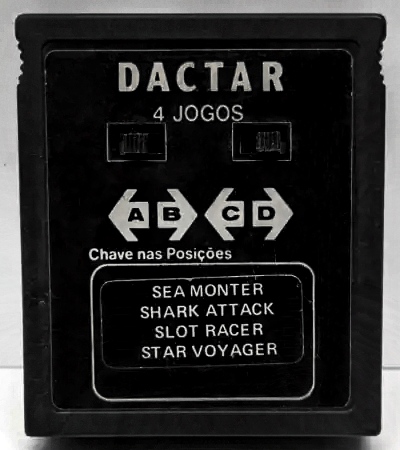 DACTAR
4 JOGOS
A B C D
Chave nas Posições
SEA MONTER
SHARK ATTACK
SLOT RACER
STAR VOYAGER